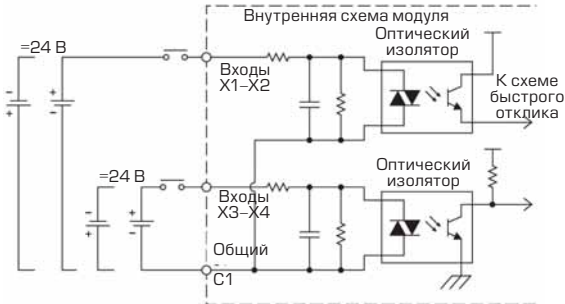 Внутренняя схема модуля
=24 В
Оптический
изолятор
-
+
-
+
Входы
X1–X2
К схеме
быстрого
отклика
=24 В
Оптический
изолятор
Входы
X3–X4
-
+
-
+
Общий
C1